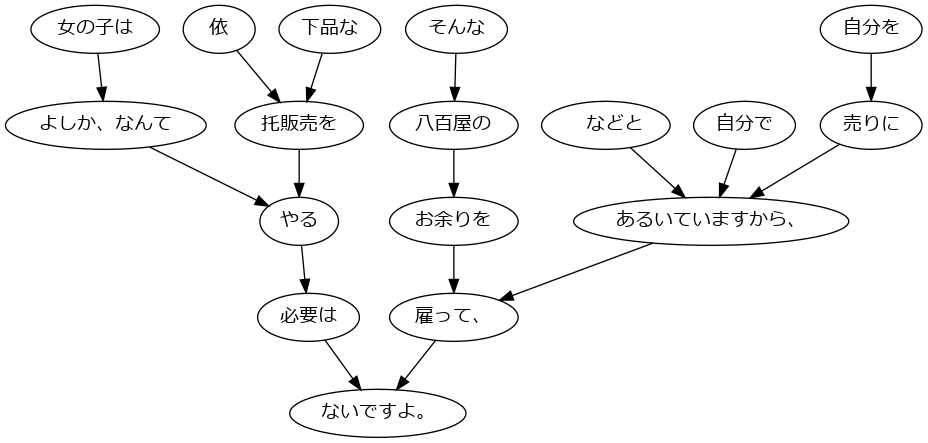 女の子は
依
下品な
そんな
自分を
よしか、なんて
托販売を
八百屋の
などと
自分で
売りに
やる
お余りを
あるいていますから、
必要は
雇って、
ないですよ。